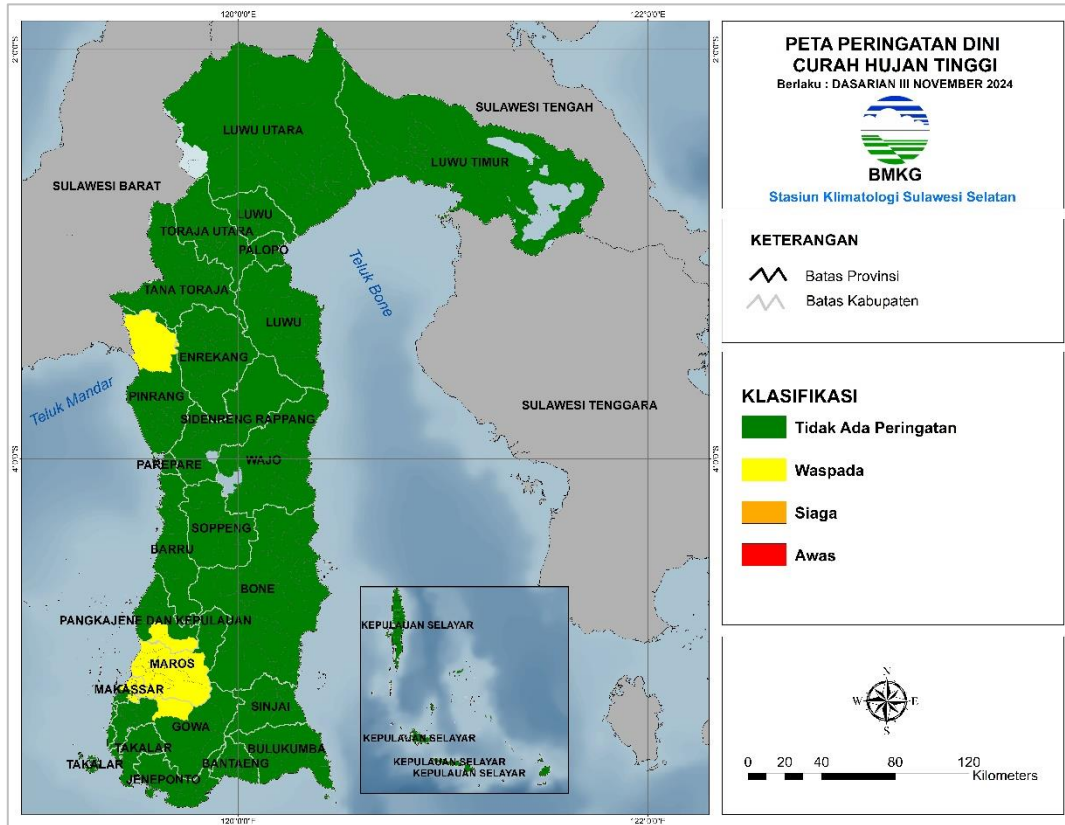 120°0'0"E
122°0'0"E
2°0'0"S
2°0'0"S
SULAWESI TENGAH
LUWU UTARA
LUWU TIMUR
SULAWESI BARAT
LUWU
TORAJA UTARA
PALOPO
Teluk Bone
TANA TORAJA
LUWU
ENREKANG
Teluk Mandar
PINRANG
SULAWESI TENGGARA
SIDENRENG RAPPANG
PAREPARE
WAJO
4°0'0"S
4°0'0"S
SOPPENG
BARRU
BONE
PANGKAJENE DAN KEPULAUAN
MAROS
MAKASSAR
SINJAI
GOWA
TAKALAR
BULUKUMBA
TAKALAR
BANTAENG
JENEPONTO
KEPULAUAN SELAYAR
KEPULAUAN SELAYAR
KEPULAUAN SELAYAR
KEPULAUAN SELAYAR
120°0'0"E
122°0'0"E
PETA PERINGATAN DINI
CURAH HUJAN TINGGI
Berlaku : DASARIAN III NOVEMBER 2024
BMKG
Stasiun Klimatologi Sulawesi Selatan
KETERANGAN
Batas Provinsi
Batas Kabupaten
KLASIFIKASI
Tidak Ada Peringatan
Waspada
Siaga
Awas
N
W E
S
0 20 40 80 120
Kilometers